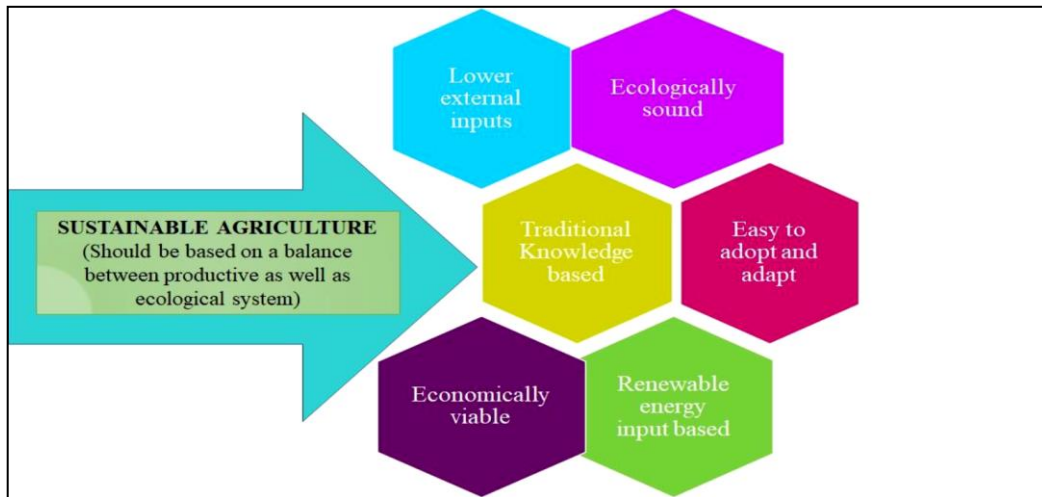 SUSTAINABLE AGRICULTURE
(Should be based on a balance
between productive as well as
ecological system)
Lower
external
inputs
Ecologically
sound
Traditional
Knowledge
based
Easy to
adopt and
adapt
Economically
viable
Renewable
energy
input based